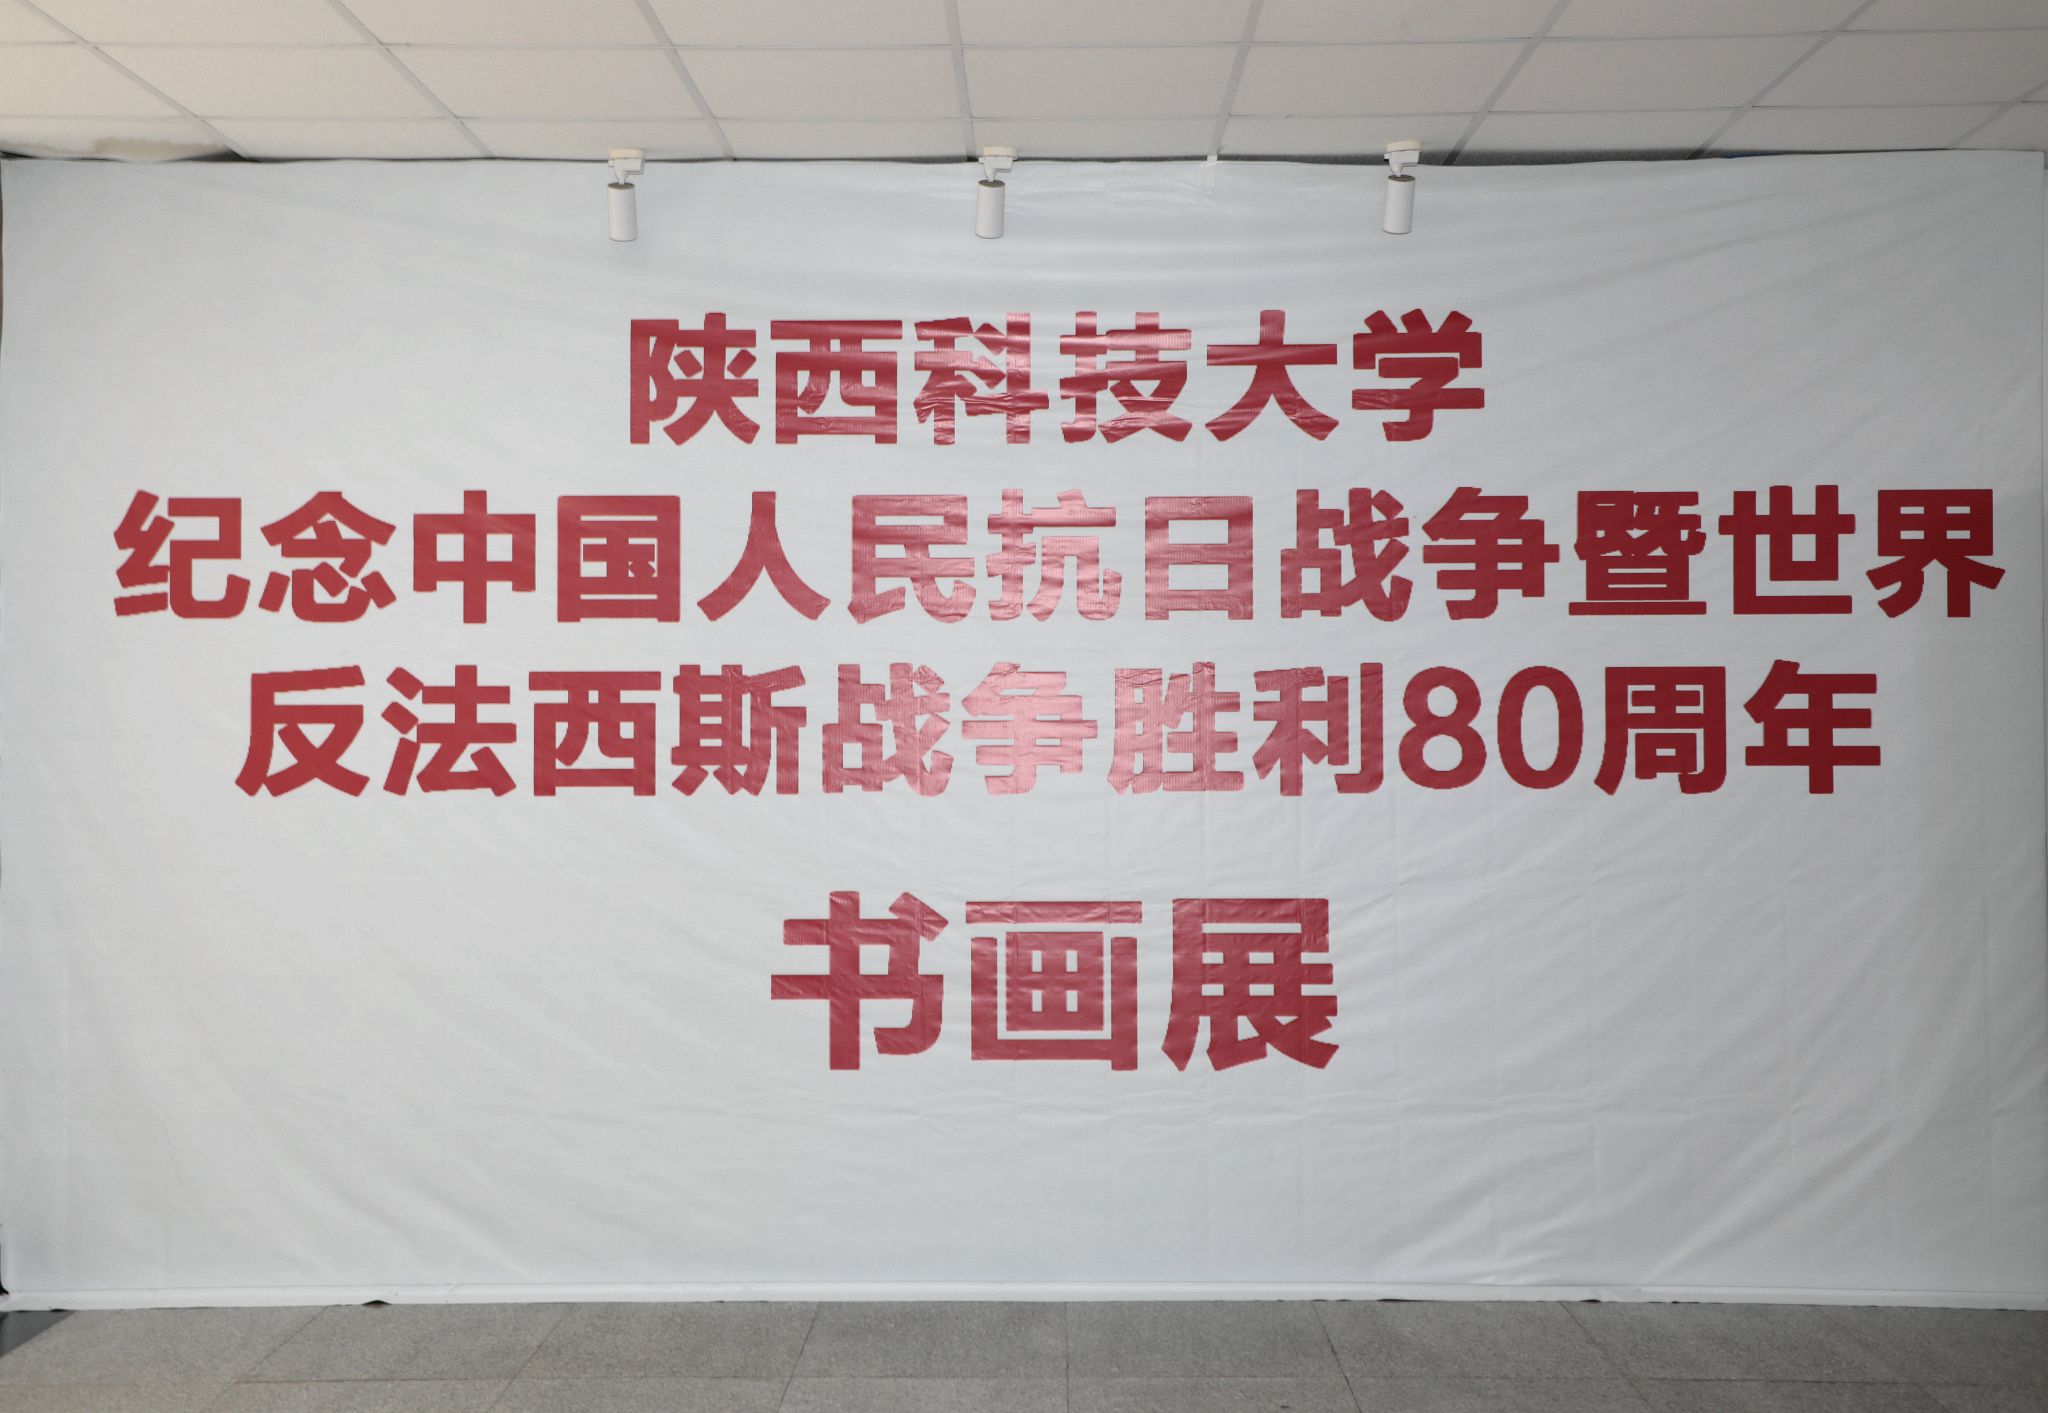 陕西科技大学
纪念中国人民抗日战争暨世界
反法西斯战争胜利80周年
书画展